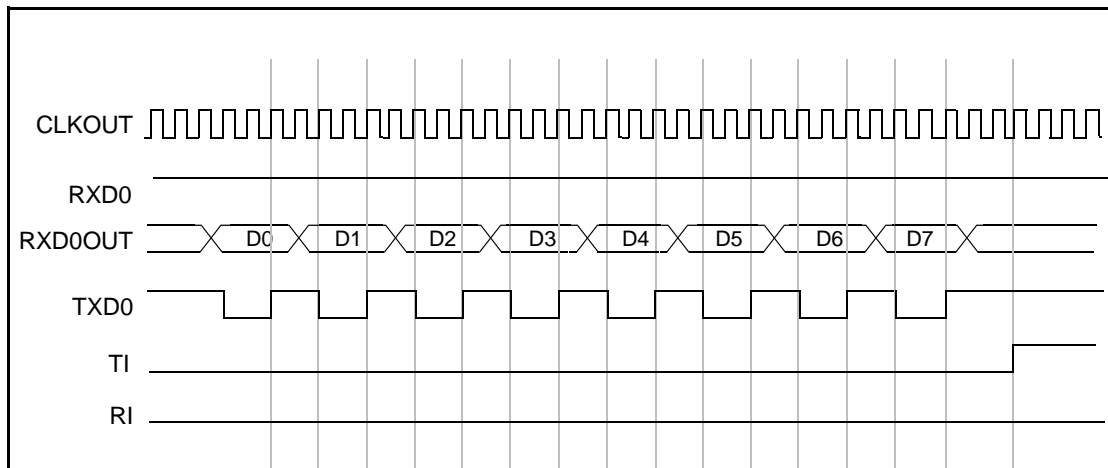 CLKOUT
RXD0
RXD0OUT D0 D1 D2 D3 D4 D5 D6 D7
TXD0
TI
RI